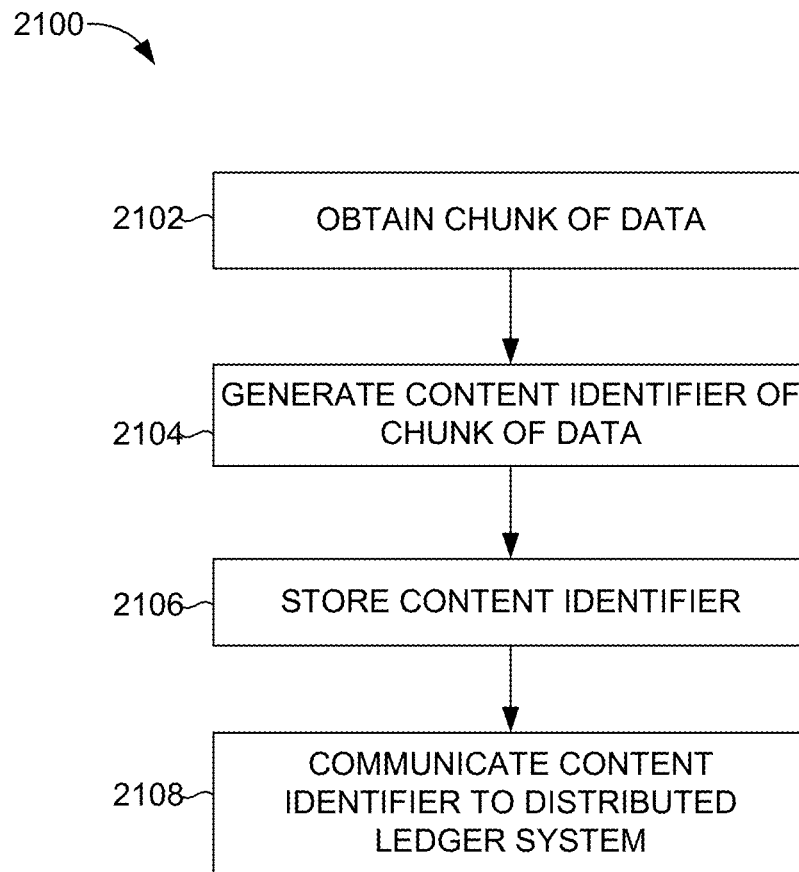 2100
2102
OBTAIN CHUNK OF DATA
2104
GENERATE CONTENT IDENTIFIER OF
CHUNK OF DATA
2106
STORE CONTENT IDENTIFIER
2108
COMMUNICATE CONTENT
IDENTIFIER TO DISTRIBUTED
LEDGER SYSTEM